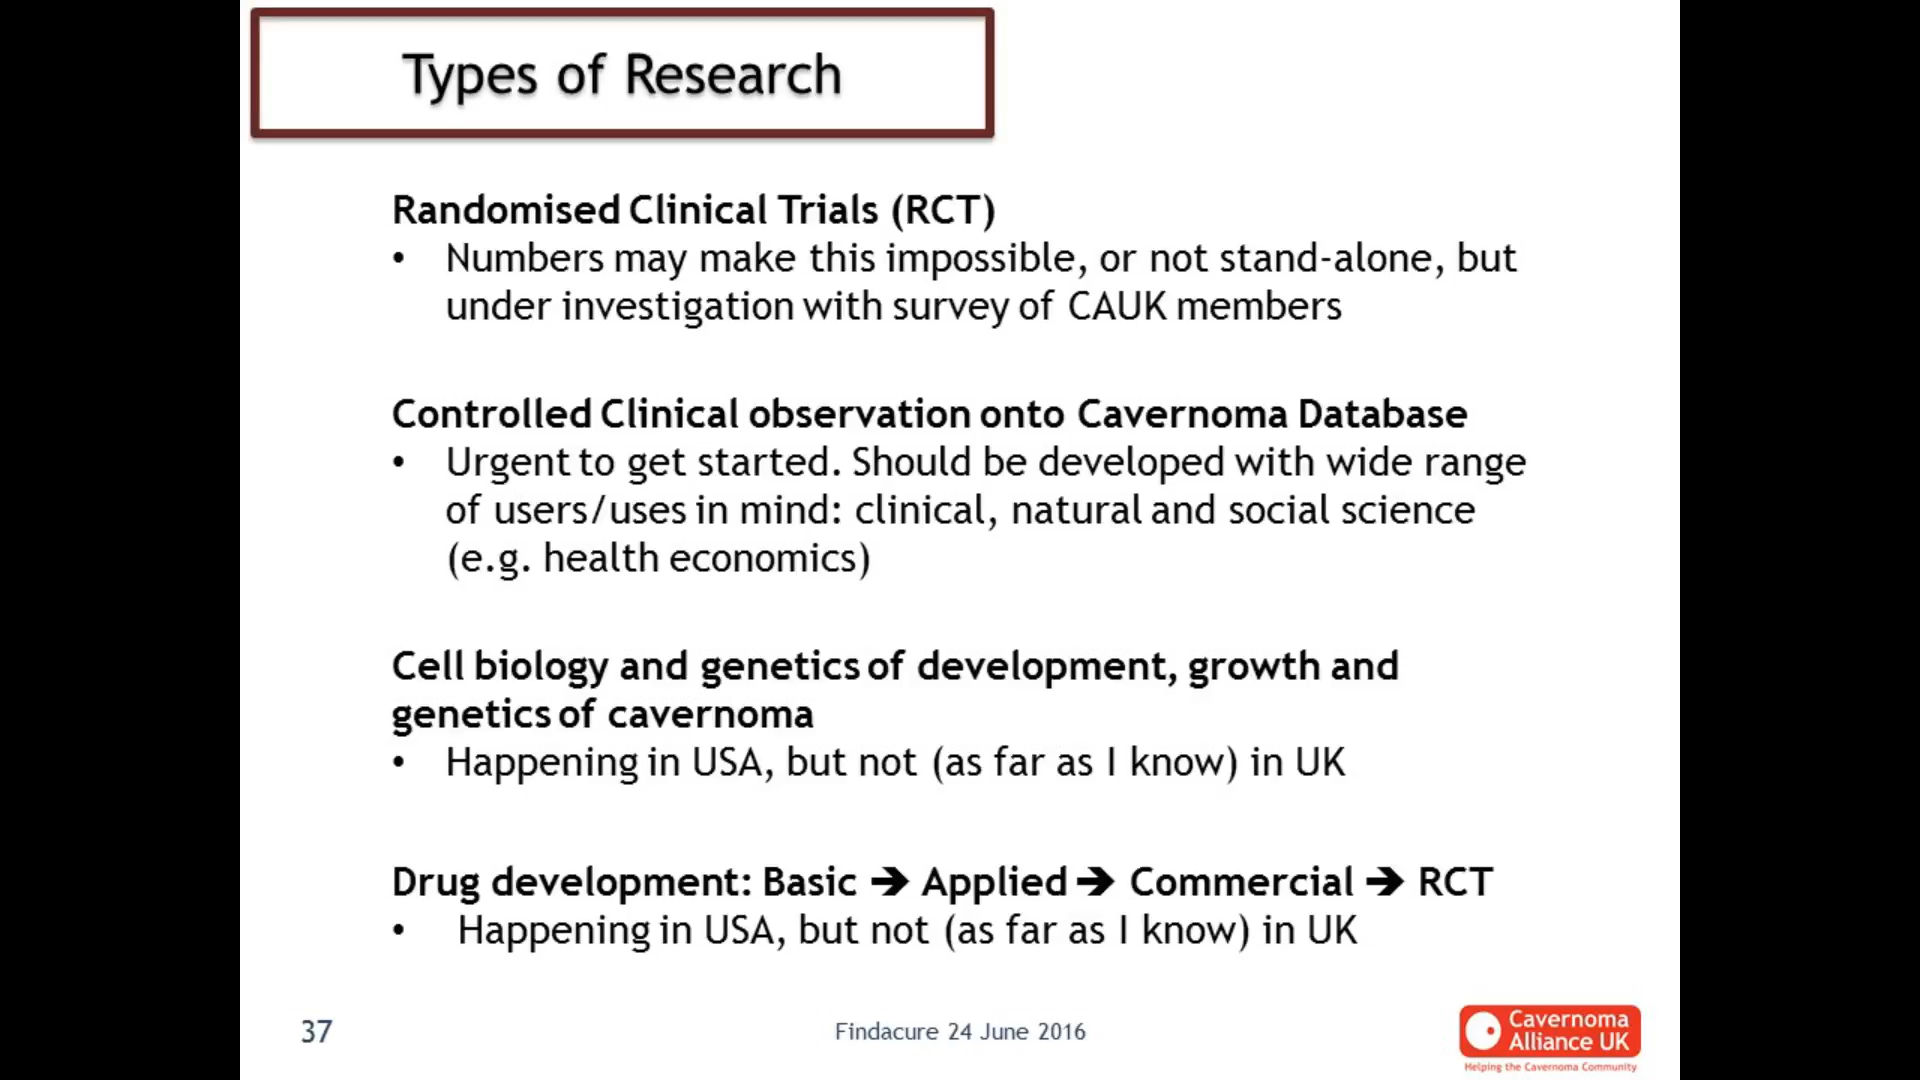 Types of Research
Randomised Clinical Trials (RCT)
• Numbers may make this impossible, or not stand-alone, but
under investigation with survey of CAUK members
Controlled Clinical observation onto Cavernoma Database
• Urgent to get started. Should be developed with wide range
of users/uses in mind: clinical, natural and social science
(e.g. health economics)
Cell biology and genetics of development, growth and
genetics of cavernoma
• Happening in USA, but not (as far as I know) in UK
Drug development: Basic ➔ Applied ➔ Commercial ➔ RCT
• Happening in USA, but not (as far as I know) in UK
37
Findacure 24 June 2016
Cavernoma
Alliance UK
Helping the Cavernoma Community